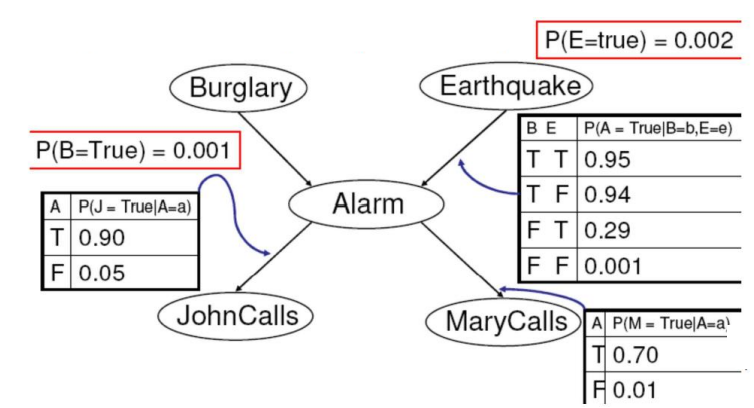 P(E=true) = 0.002
Burglary
Earthquake
P(B=True) = 0.001
B E P(A = True|B=b,E=e)
T T 0.95
T F 0.94
F T 0.29
F F 0.001
Alarm
A P(J = True|A=a)
T 0.90
F 0.05
JohnCalls
MaryCalls
A P(M = True|A=a)
T 0.70
F 0.01